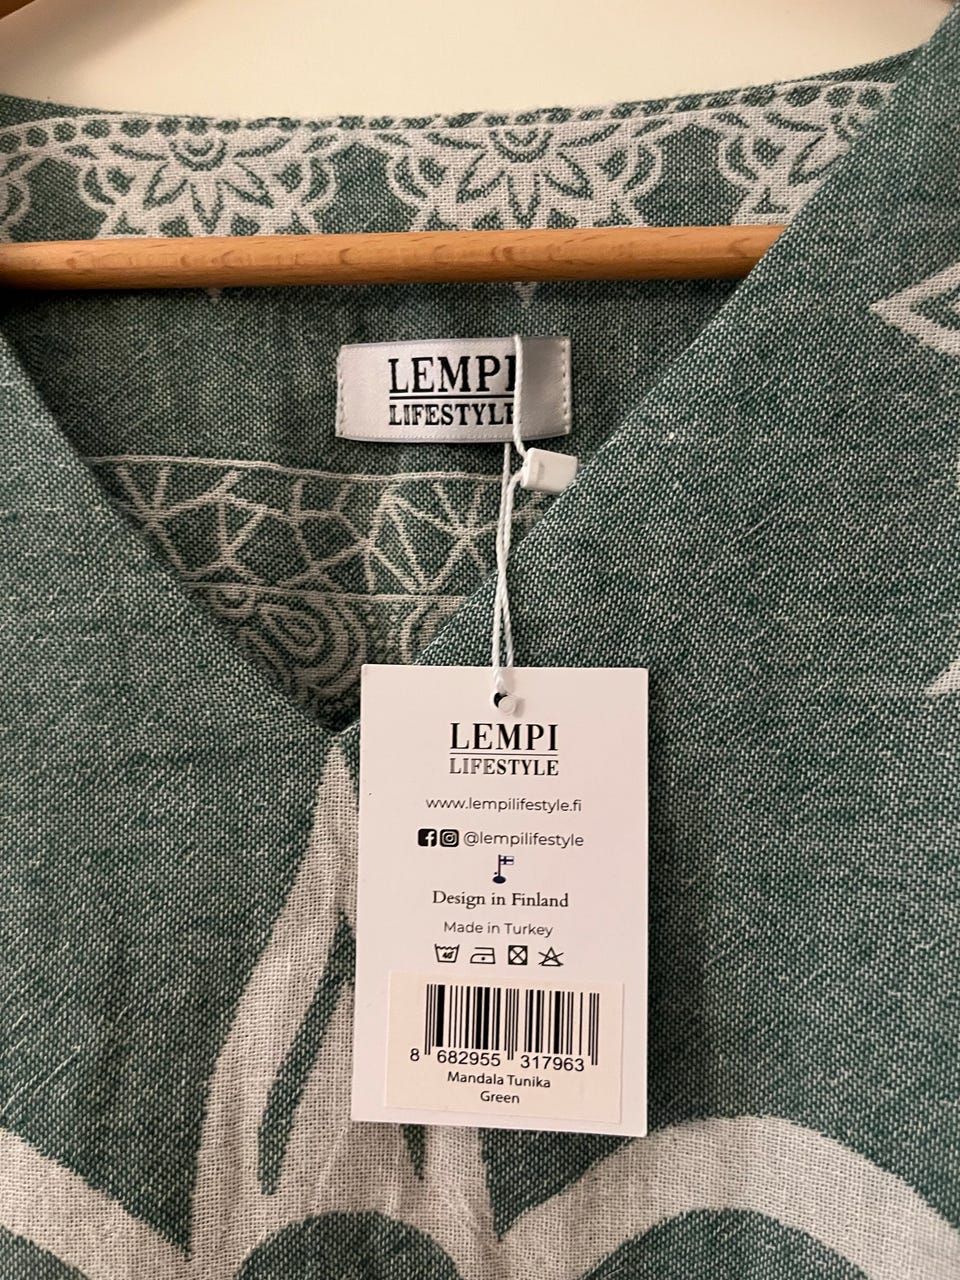 LEMPI
LIFESTYLE
LEMPI
LIFESTYLE
www.lempilifestyle.fi
@lempilifestyle
Design in Finland
Made in Turkey
40
8 682955 317963
Mandala Tunika
Green